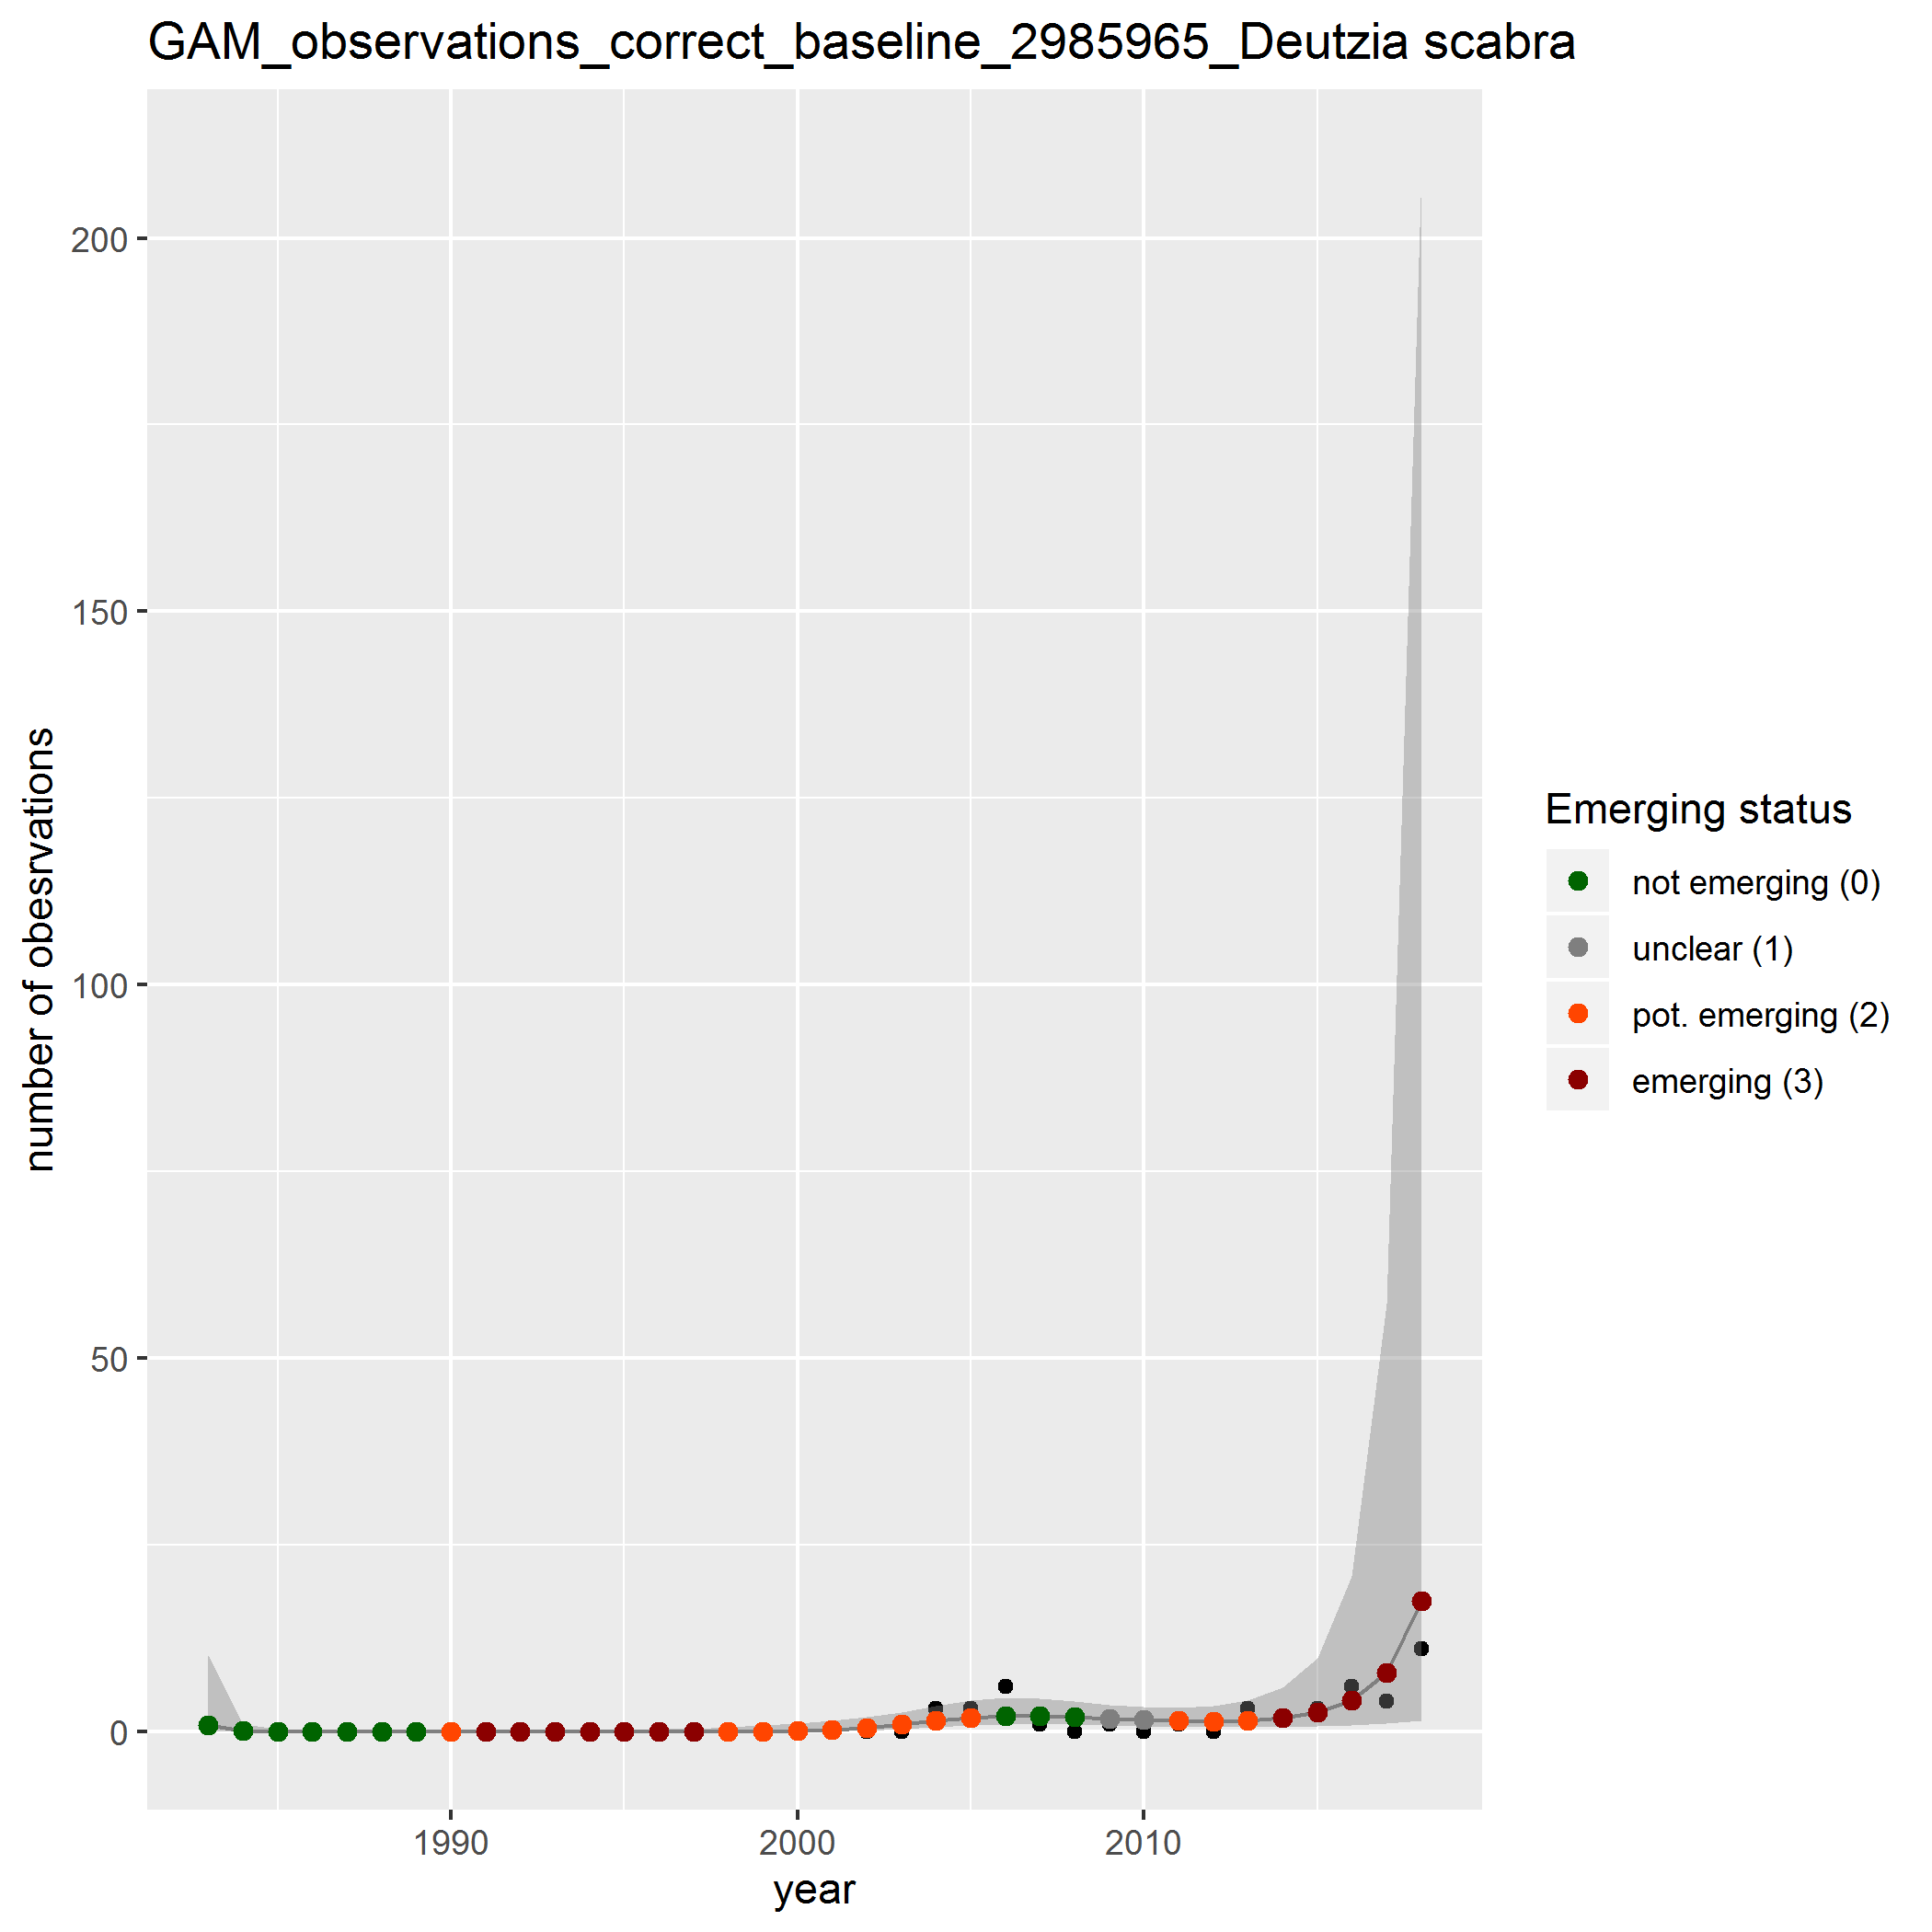 GAM_observations_correct_baseline_2985965_Deutzia scabra
200
150
100
50
0
number of obesrvations
1990
2000
2010
year
Emerging status
not emerging (0)
unclear (1)
pot. emerging (2)
emerging (3)